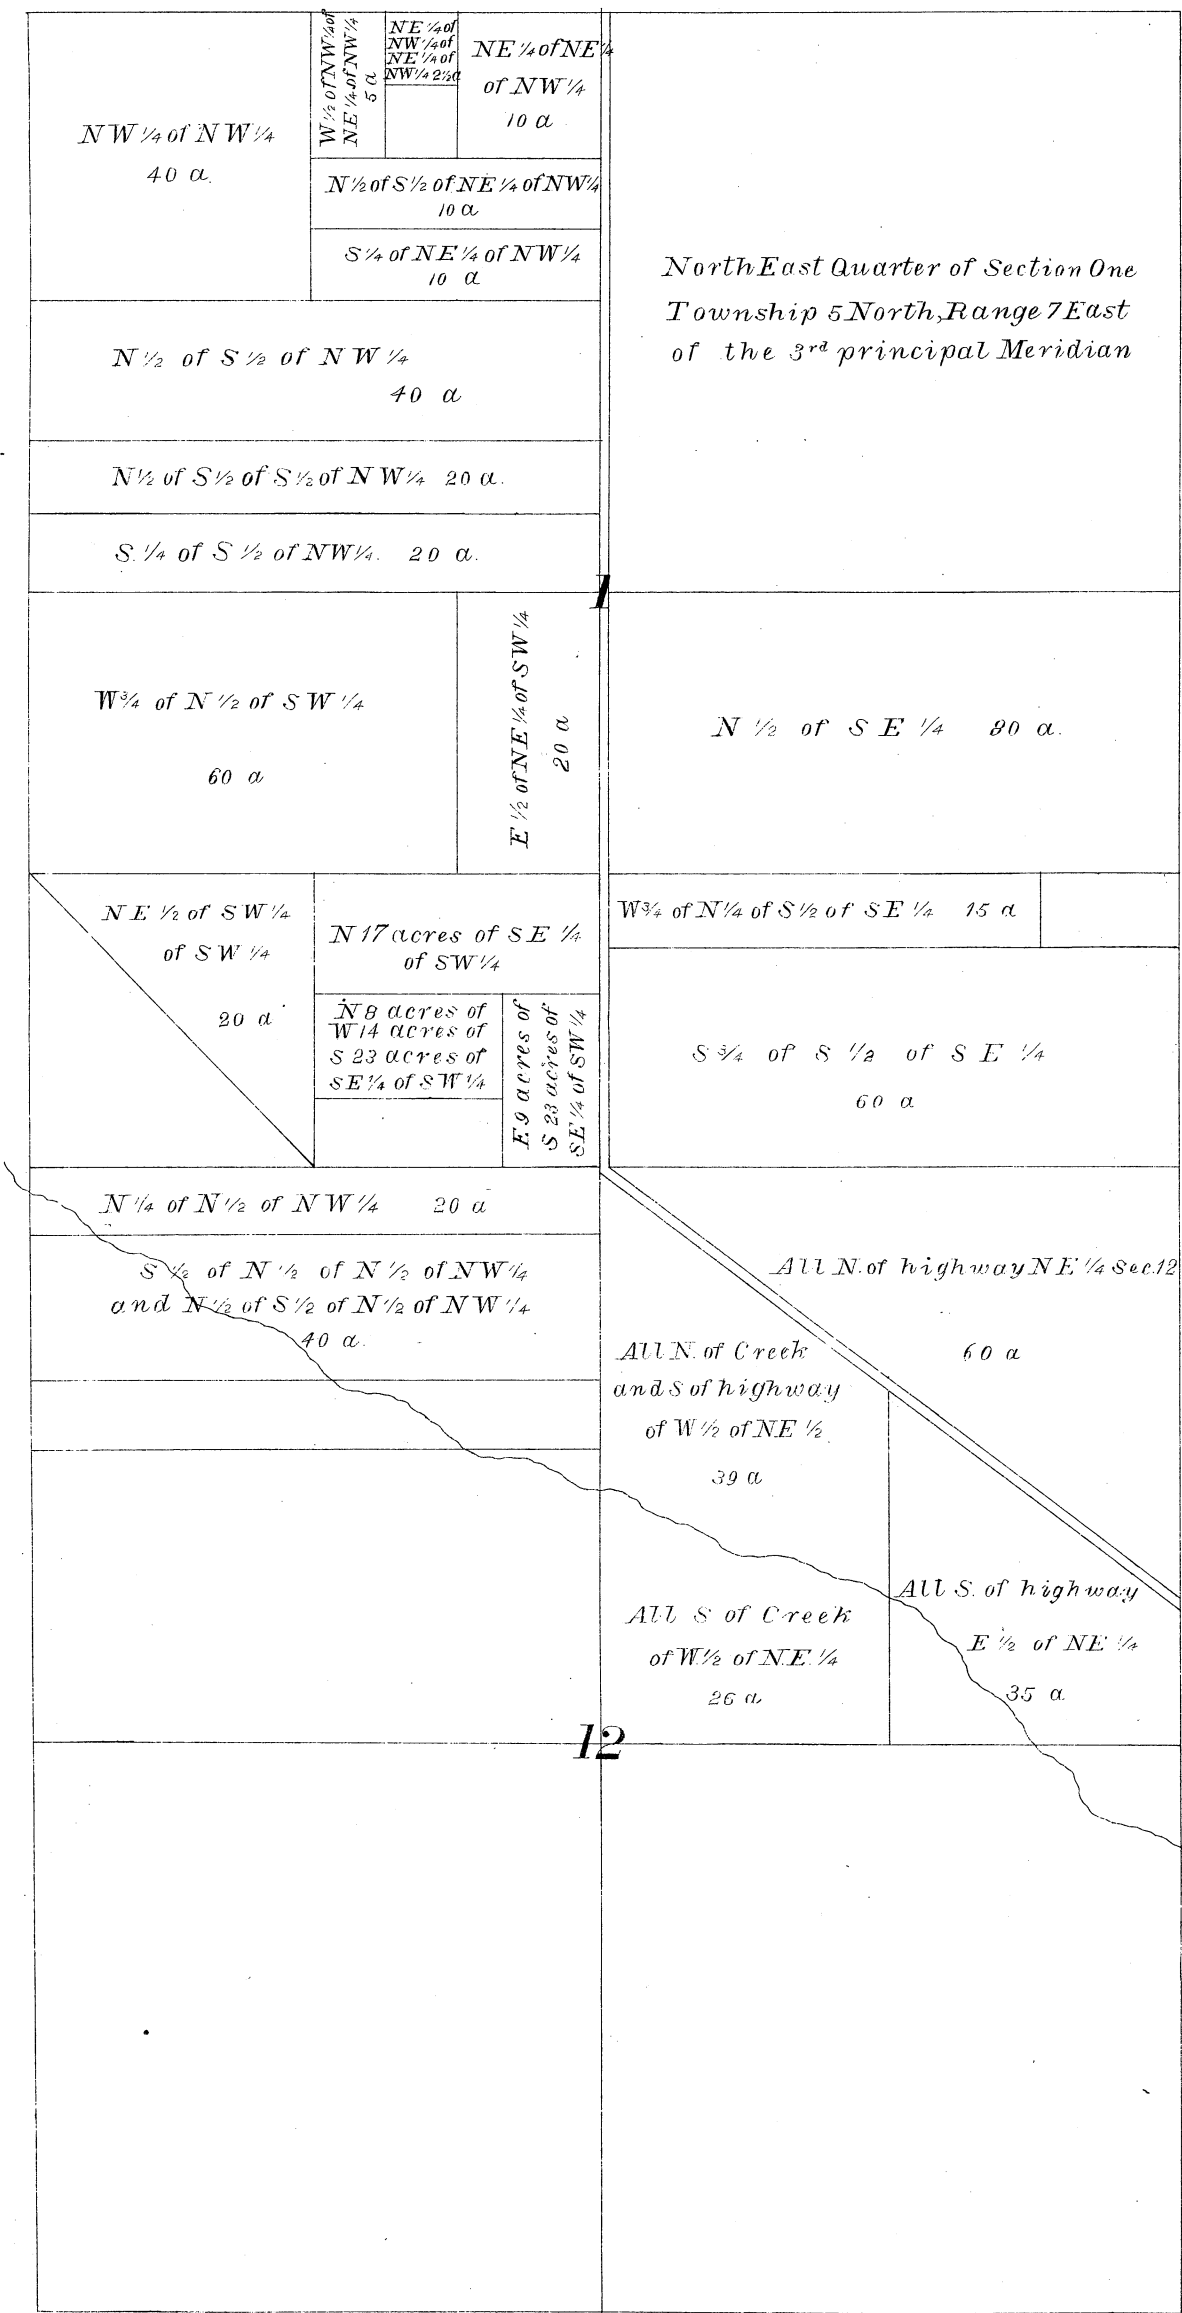 NW 1/4 of NW 1/4
40 a.
W 1/2 of NW 1/4 of
NE 1/4 of NW 1/4
5 a
NE 1/4 of
NW 1/4 of
NE 1/4 of
NW 1/4 2 1/2 a
NE 1/4 of NE 1/4
of NW 1/4
10 a
N 1/2 of S 1/2 of NE 1/4 of NW 1/4
10 a
S 1/4 of NE 1/4 of NW 1/4
10 a
North East Quarter of Section One
Township 5 North, Range 7 East
of the 3rd principal Meridian
N 1/2 of S 1/2 of NW 1/4
40 a
N 1/2 of S 1/2 of S 1/2 of NW 1/4 20 a.
S. 1/4 of S 1/2 of NW 1/4. 20 a.
1
W 3/4 of N 1/2 of SW 1/4
60 a
E 1/2 of NE 1/4 of SW 1/4
20 a
N 1/2 of SE 1/4 80 a.
NE 1/2 of SW 1/4
of SW 1/4
20 a
N 17 acres of SE 1/4
of SW 1/4
N 8 acres of
W 14 acres of
S 23 acres of
SE 1/4 of SW 1/4
E 9 acres of
S 23 acres of
SE 1/4 of SW 1/4
W 3/4 of N 1/4 of S 1/2 of SE 1/4 15 a
S 3/4 of S 1/2 of SE 1/4
60 a
N 1/4 of N 1/2 of NW 1/4 20 a
S 1/2 of N 1/2 of N 1/2 of NW 1/4
and N 1/2 of S 1/2 of N 1/2 of NW 1/4
40 a.
All N. of highway NE 1/4 Sec. 12
60 a
All N. of Creek
and S of highway
of W 1/2 of NE 1/2
39 a
All S of Creek
of W. 1/2 of N.E. 1/4
26 a
All S. of highway
E 1/2 of NE 1/4
35 a
12